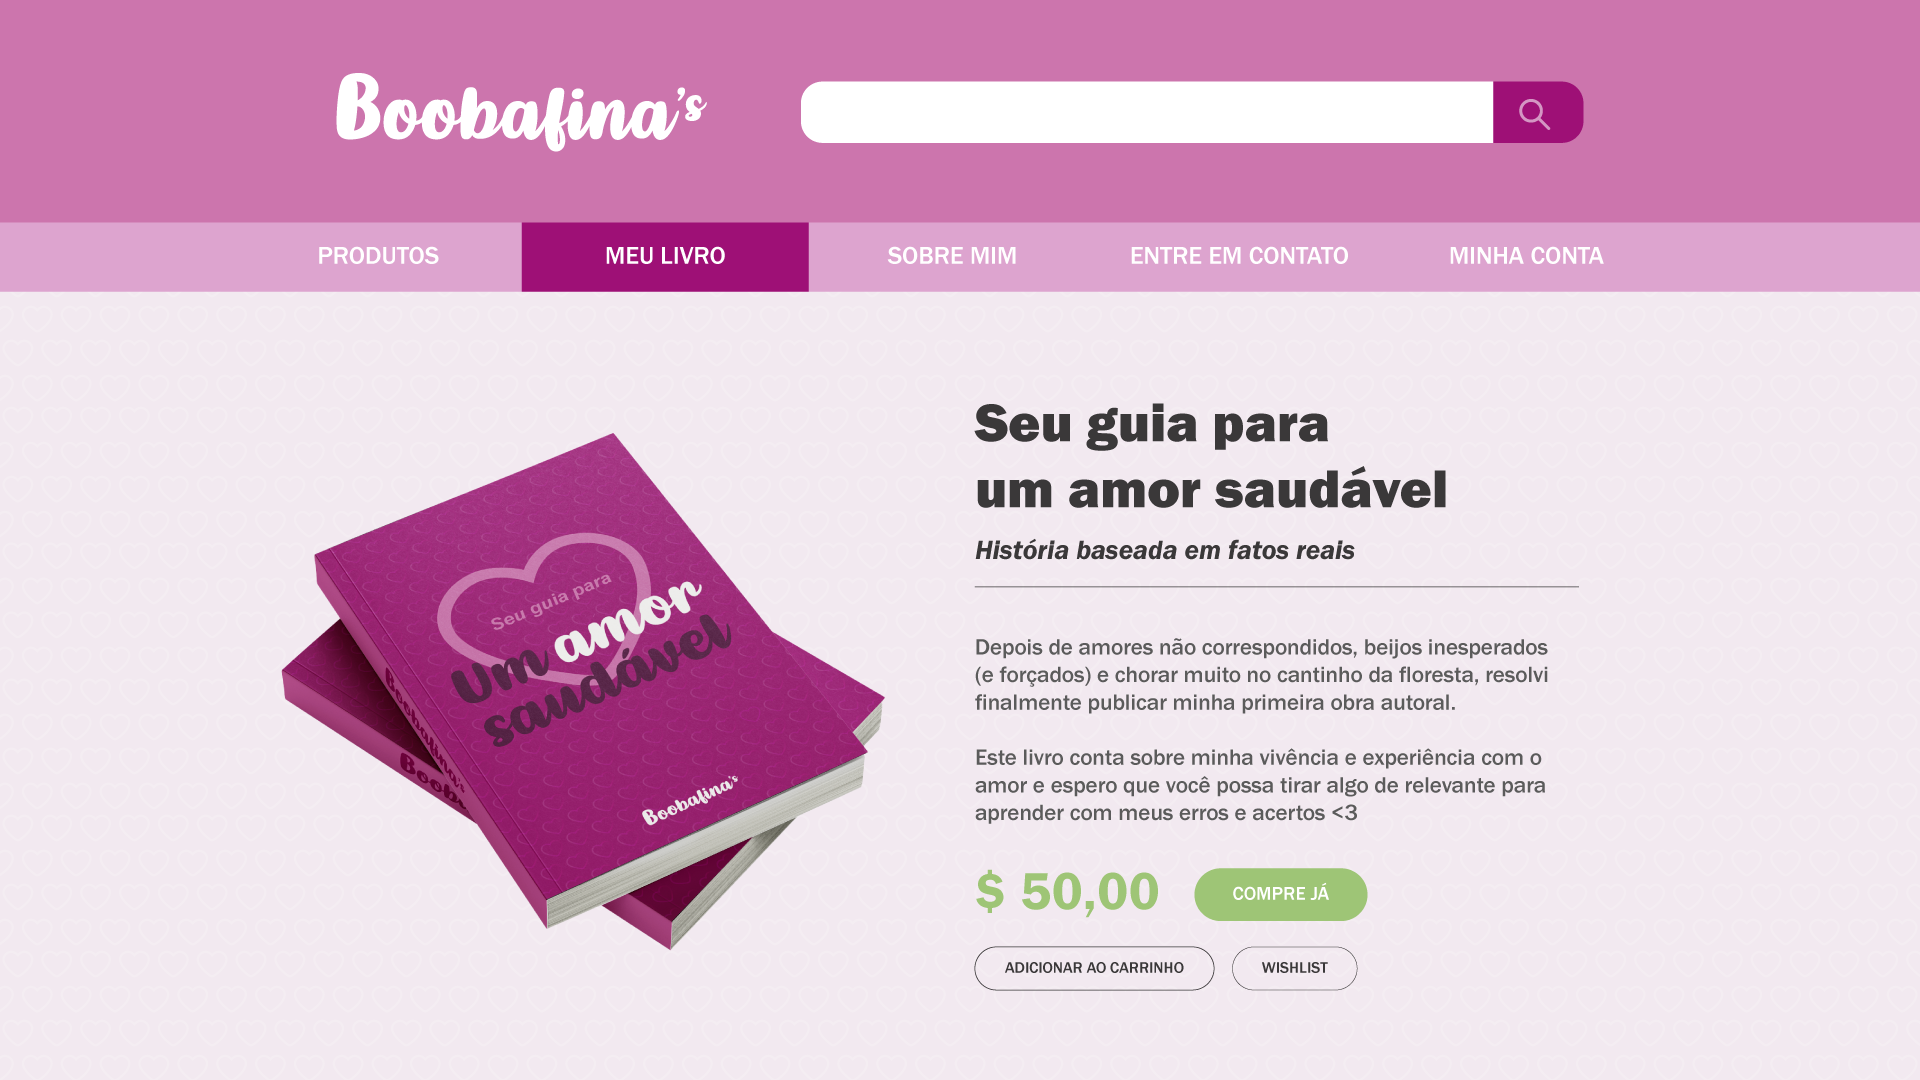 Boobafina's
PRODUTOS
MEU LIVRO
SOBRE MIM
ENTRE EM CONTATO
MINHA CONTA
Seu guia para
Um amor
saudável
Boobafina's
Boobafina's
Seu guia para
um amor saudável
História baseada em fatos reais
Depois de amores não correspondidos, beijos inesperados
(e forçados) e chorar muito no cantinho da floresta, resolvi
finalmente publicar minha primeira obra autoral.
Este livro conta sobre minha vivência e experiência com o
amor e espero que você possa tirar algo de relevante para
aprender com meus erros e acertos <3
$ 50,00
COMPRE JÁ
ADICIONAR AO CARRINHO
WISHLIST